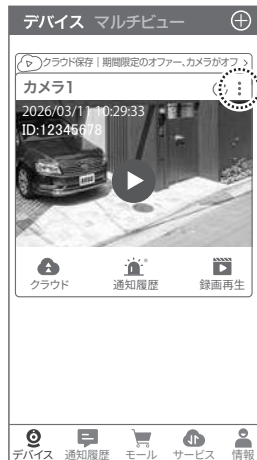 デバイス マルチビュー
クラウド保存｜期間限定のオファー、カメラがオフ
カメラ1
2026/03/11 10:29:33
ID:12345678
クラウド 通知履歴 録画再生
デバイス 通知履歴 モール サービス 情報